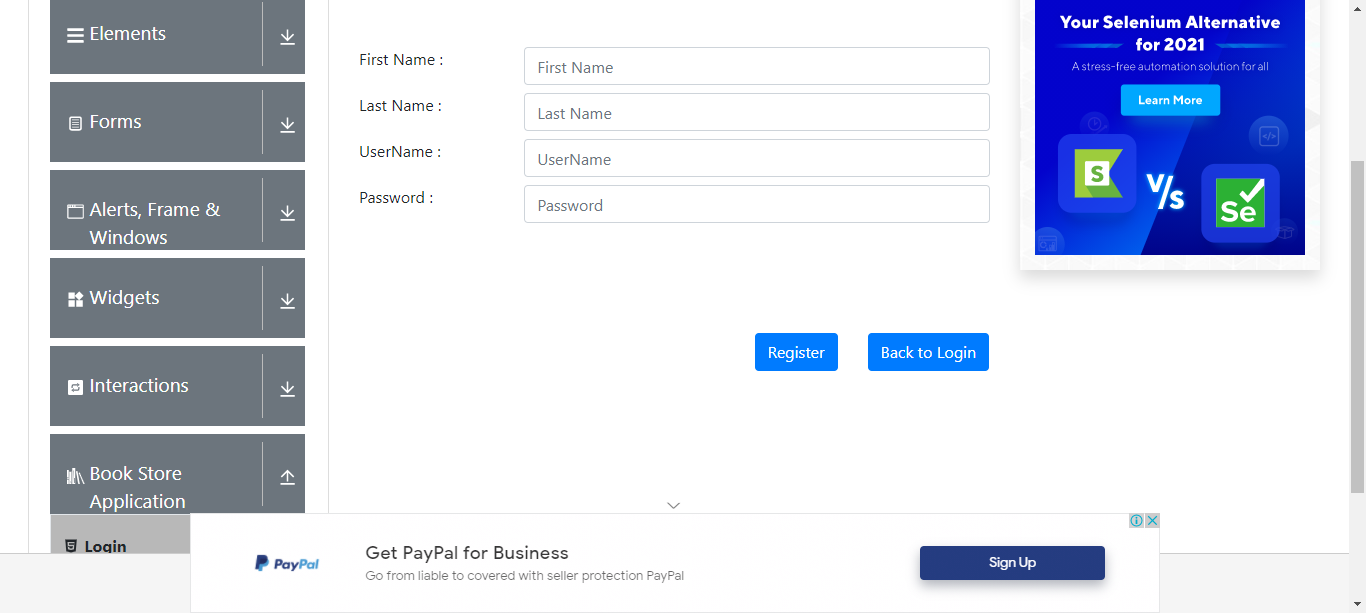 Elements
Forms
Alerts, Frame &
Windows
Widgets
Interactions
Book Store
Application
Login
First Name :
First Name
Last Name :
Last Name
UserName :
UserName
Password :
Password
Register
Back to Login
Your Selenium Alternative
for 2021
A stress-free automation solution for all
Learn More
S
V/s
Se
PayPal
Get PayPal for Business
Go from liable to covered with seller protection PayPal
Sign Up